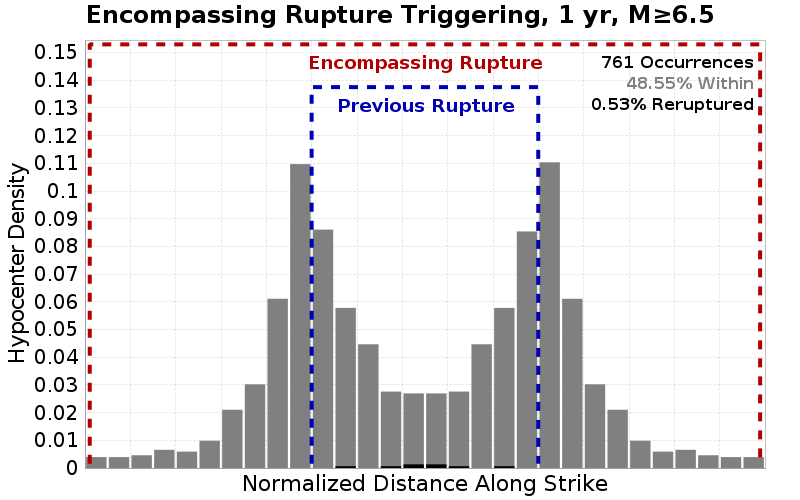 Encompassing Rupture Triggering, 1 yr, M≥6.5
Encompassing Rupture
Previous Rupture
761 Occurrences
48.55% Within
0.53% Reruptured
Hypocenter Density
0.15
0.14
0.13
0.12
0.11
0.1
0.09
0.08
0.07
0.06
0.05
0.04
0.03
0.02
0.01
0
Normalized Distance Along Strike